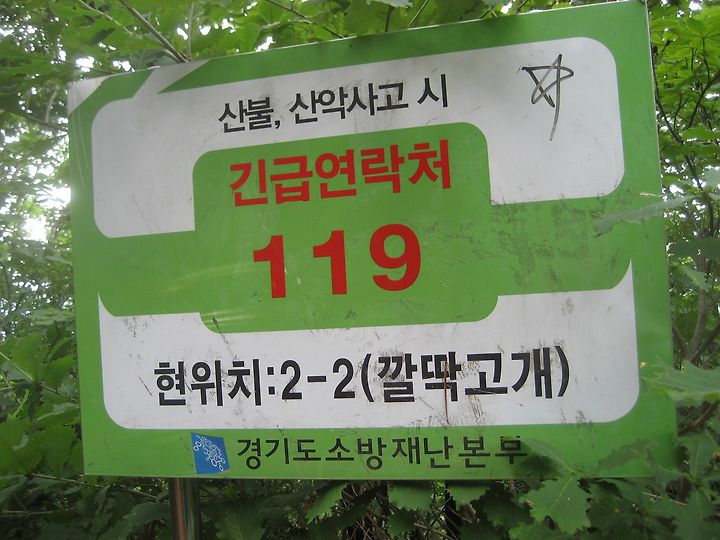 산불, 산악사고 시
긴급연락처
119
현위치:2-2(깔딱고개)
경기도소방재난본부